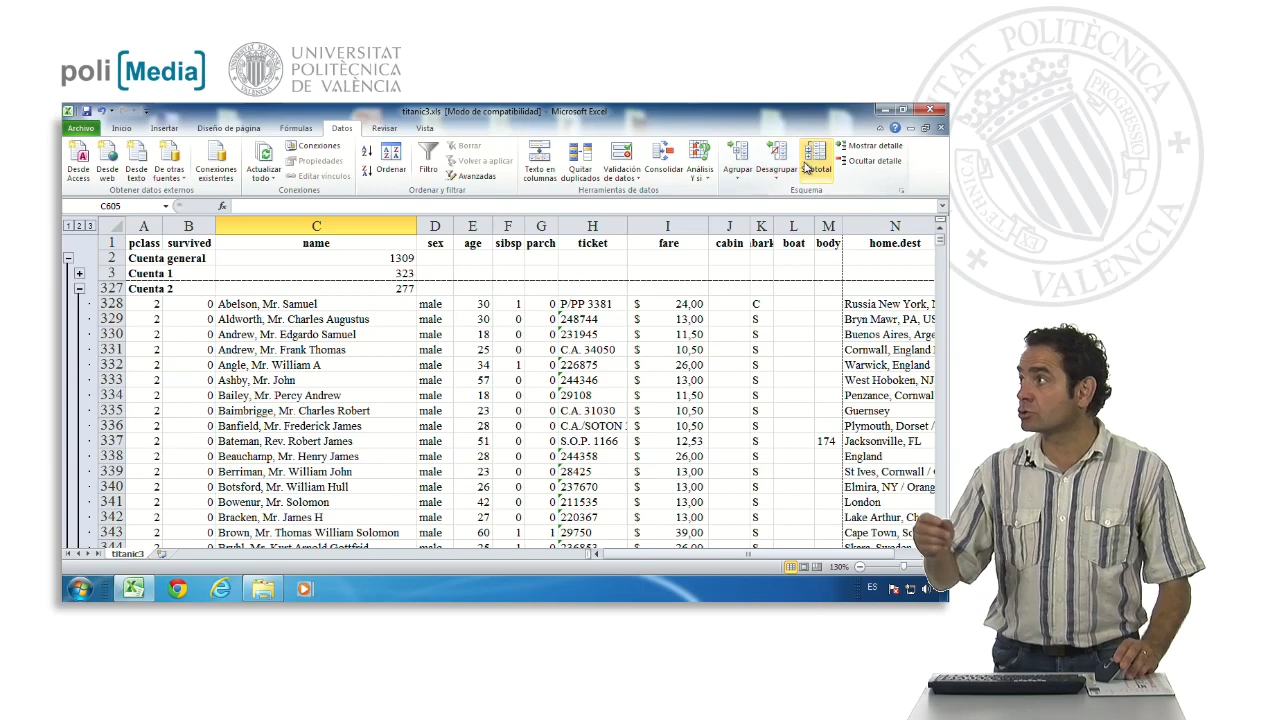 poli [Media]
UNIVERSITAT
POLITÈCNICA
DE VALÈNCIA
POLITÈCNICA
VALÈNCIA
titanic3.xls [Modo de compatibilidad] - Microsoft Excel
Archivo Inicio Insertar Diseño de página Fórmulas Datos Revisar Vista
Desde Access
Desde web
Desde texto
De otras fuentes
Conexiones existentes
Obtener datos externos
Actualizar todo
Conexiones
Propiedades
Editar vínculos
Conexiones
Ordenar
Filtro
Borrar
Volver a aplicar
Avanzadas
Ordenar y filtrar
Texto en columnas
Quitar duplicados
Validación de datos
Consolidar
Análisis Y si
Herramientas de datos
Agrupar
Desagrupar
Mostrar detalle
Ocultar detalle
Esquema
C605 fx
1 2 3 A B C D E F G H I J K L M N
1 pclass survived name sex age sibsp parch ticket fare cabin boat body home.dest
2 Cuenta general 1309
3 Cuenta 1 323
327 Cuenta 2 277
328 2 0 Abelson, Mr. Samuel male 30 1 0 P/PP 3381 $ 24,00 C Russia New York, N
329 2 0 Aldworth, Mr. Charles Augustus male 30 0 0 248744 $ 13,00 S Bryn Mawr, PA, US
330 2 0 Andrew, Mr. Edgardo Samuel male 18 0 0 231945 $ 11,50 S Buenos Aires, Arge
331 2 0 Andrew, Mr. Frank Thomas male 25 0 0 C.A. 34050 $ 10,50 S Cornwall, England
332 2 0 Angle, Mr. William A male 34 1 0 226875 $ 26,00 S Warwick, England
333 2 0 Ashby, Mr. John male 57 0 0 244346 $ 13,00 S West Hoboken, NJ
334 2 0 Bailey, Mr. Percy Andrew male 18 0 0 29108 $ 11,50 S Penzance, Cornwal
335 2 0 Baimbrigge, Mr. Charles Robert male 23 0 0 C.A. 31030 $ 10,50 S Guernsey
336 2 0 Banfield, Mr. Frederick James male 28 0 0 C.A./SOTON $ 10,50 S Plymouth, Dorset /
337 2 0 Bateman, Rev. Robert James male 51 0 0 S.O.P. 1166 $ 12,53 S 174 Jacksonville, FL
338 2 0 Beauchamp, Mr. Henry James male 28 0 0 244358 $ 26,00 S England
339 2 0 Berriman, Mr. William John male 23 0 0 28425 $ 13,00 S St Ives, Cornwall /
340 2 0 Botsford, Mr. William Hull male 26 0 0 237670 $ 13,00 S Elmira, NY / Orang
341 2 0 Bowenur, Mr. Solomon male 42 0 0 211535 $ 13,00 S London
342 2 0 Bracken, Mr. James H male 27 0 0 220367 $ 13,00 S Lake Arthur, Ch
343 2 0 Brown, Mr. Thomas William Solomon male 60 1 1 29750 $ 39,00 S Cape Town, So
titanic3
130%
ES